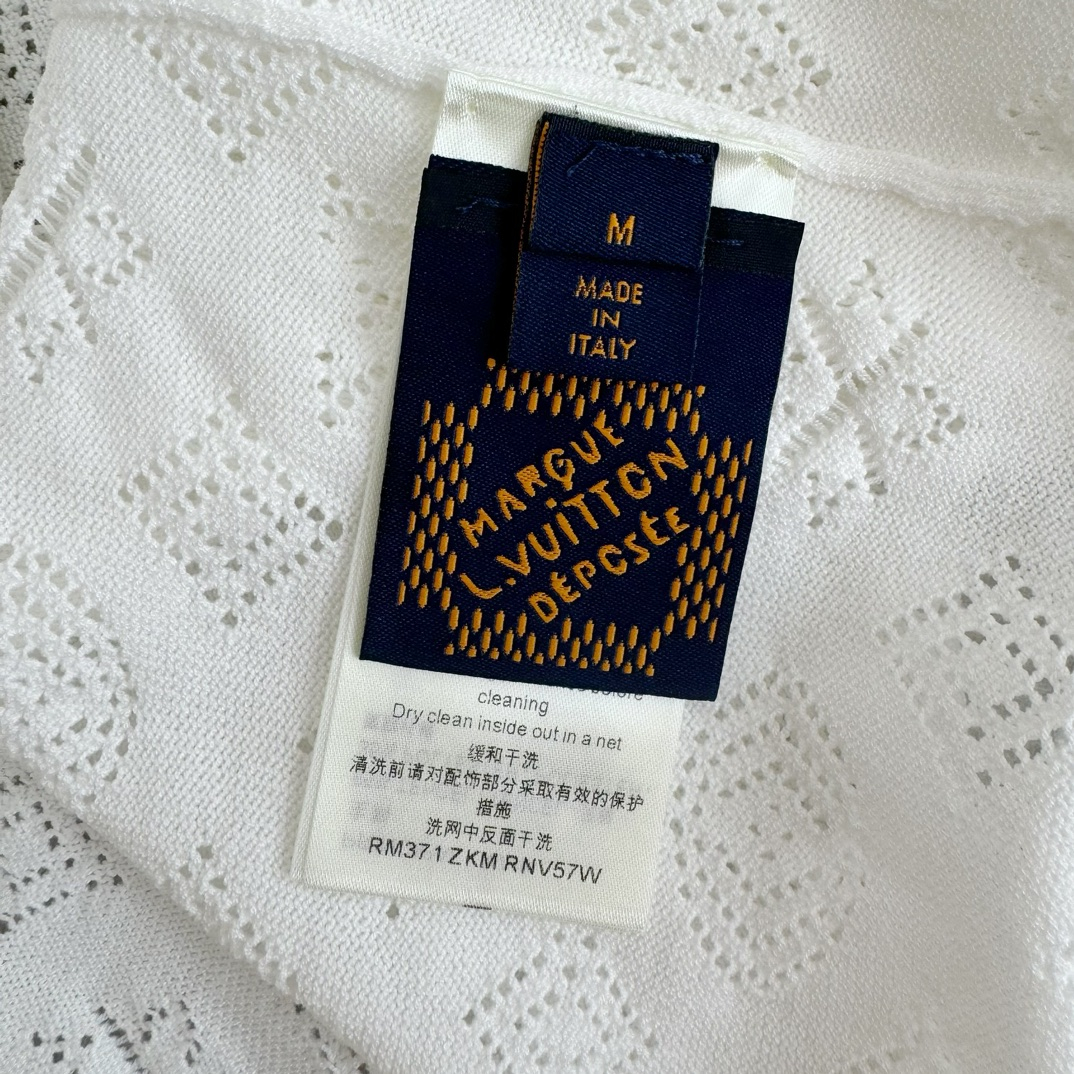 M
MADE
IN
ITALY
MARQUE
L.VUITTON
DÉPOSÉE
before
cleaning
Dry clean inside out in a net
缓和干洗
清洗前请对配饰部分采取有效的保护
措施
洗网中反面干洗
RM371 ZKM RNV57W